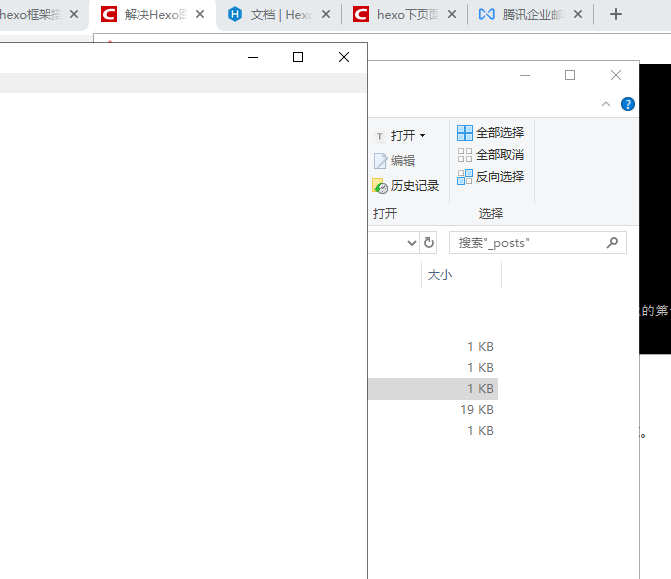 hexo框架搭
解决Hexo图
文档 | Hexo
hexo下页面
腾讯企业邮
打开
编辑
历史记录
打开
全部选择
全部取消
反向选择
选择
搜索"_posts"
大小
1 KB
1 KB
1 KB
19 KB
1 KB
的第
。